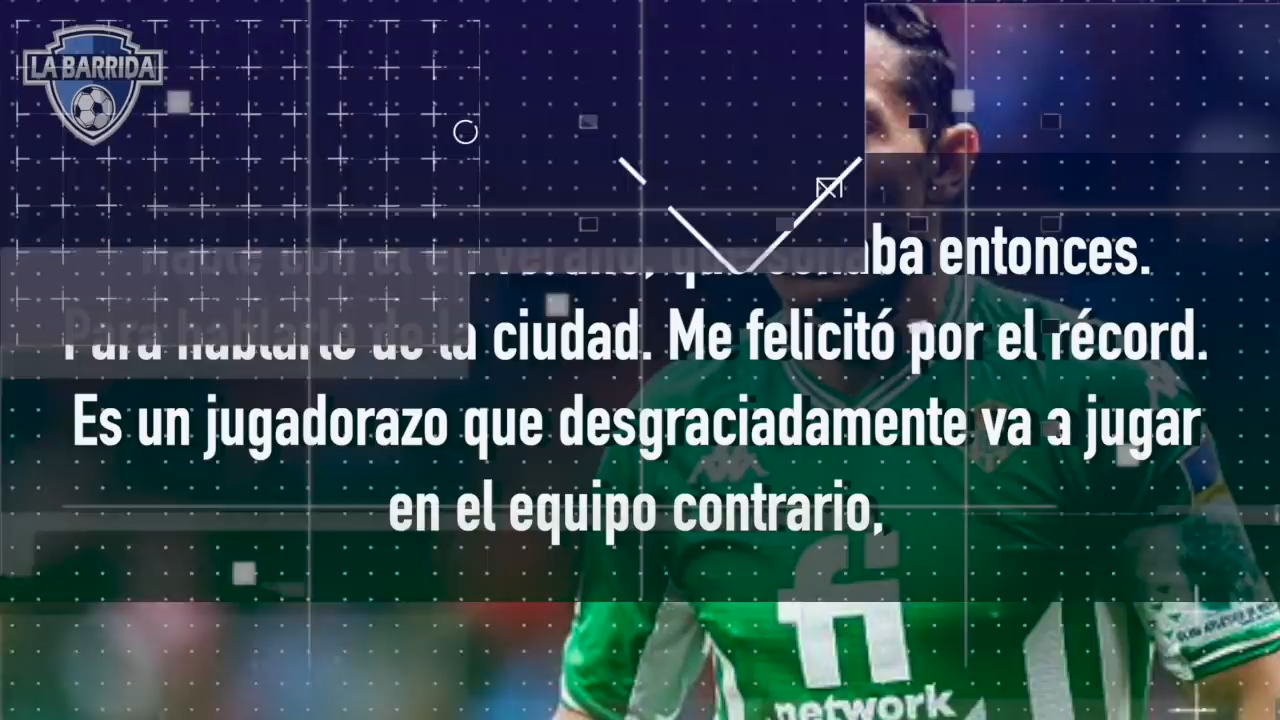 LA BARRIDA
entonces.
ciudad. Me felicitó por el récord.
Es un jugadorazo que desgraciadamente va a jugar
en el equipo contrario,
fi
network